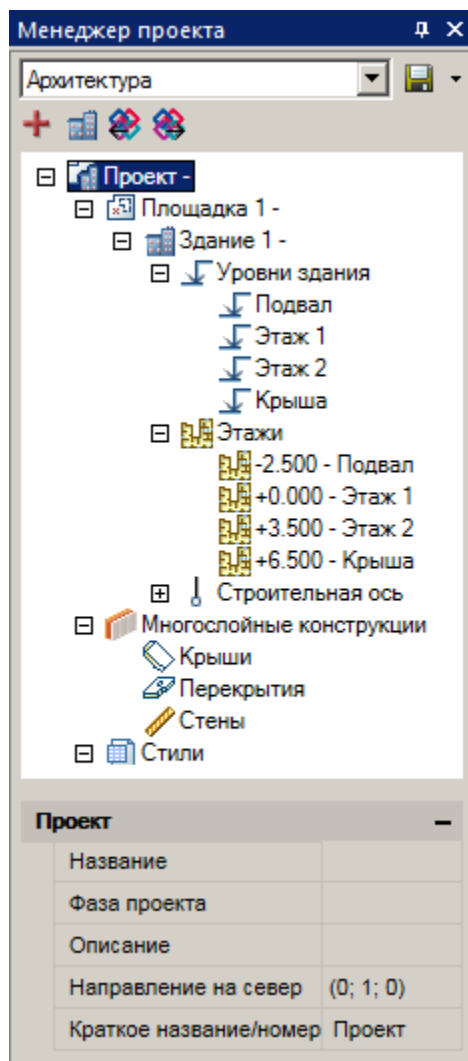 Менеджер проекта
Архитектура
Проект -
Площадка 1 -
Здание 1 -
Уровни здания
Подвал
Этаж 1
Этаж 2
Крыша
Этажи
-2.500 - Подвал
+0.000 - Этаж 1
+3.500 - Этаж 2
+6.500 - Крыша
Строительная ось
Многослойные конструкции
Крыши
Перекрытия
Стены
Стили
Проект
Название
Фаза проекта
Описание
Направление на север (0; 1; 0)
Краткое название/номер Проект